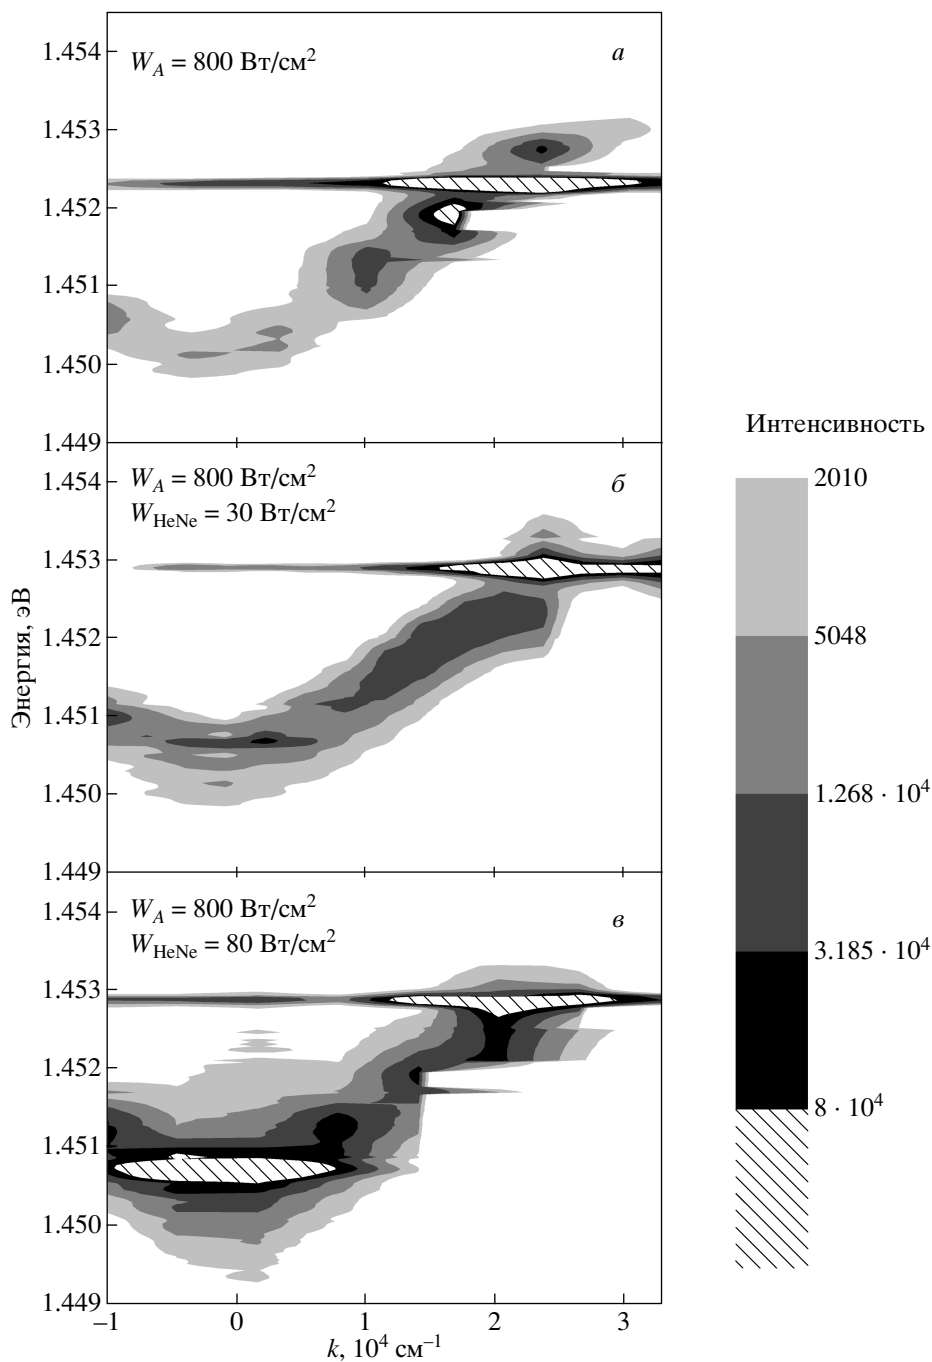 1.454
W_A = 800 Вт/см²
а
1.453
1.452
1.451
1.450
1.449
W_A = 800 Вт/см²
W_HeNe = 30 Вт/см²
б
1.454
1.453
1.452
1.451
1.450
1.449
W_A = 800 Вт/см²
W_HeNe = 80 Вт/см²
в
1.454
1.453
1.452
1.451
1.450
1.449
Энергия, эВ
–1 0 1 2 3
k, 10⁴ см⁻¹
Интенсивность
2010
5048
1.268 · 10⁴
3.185 · 10⁴
8 · 10⁴